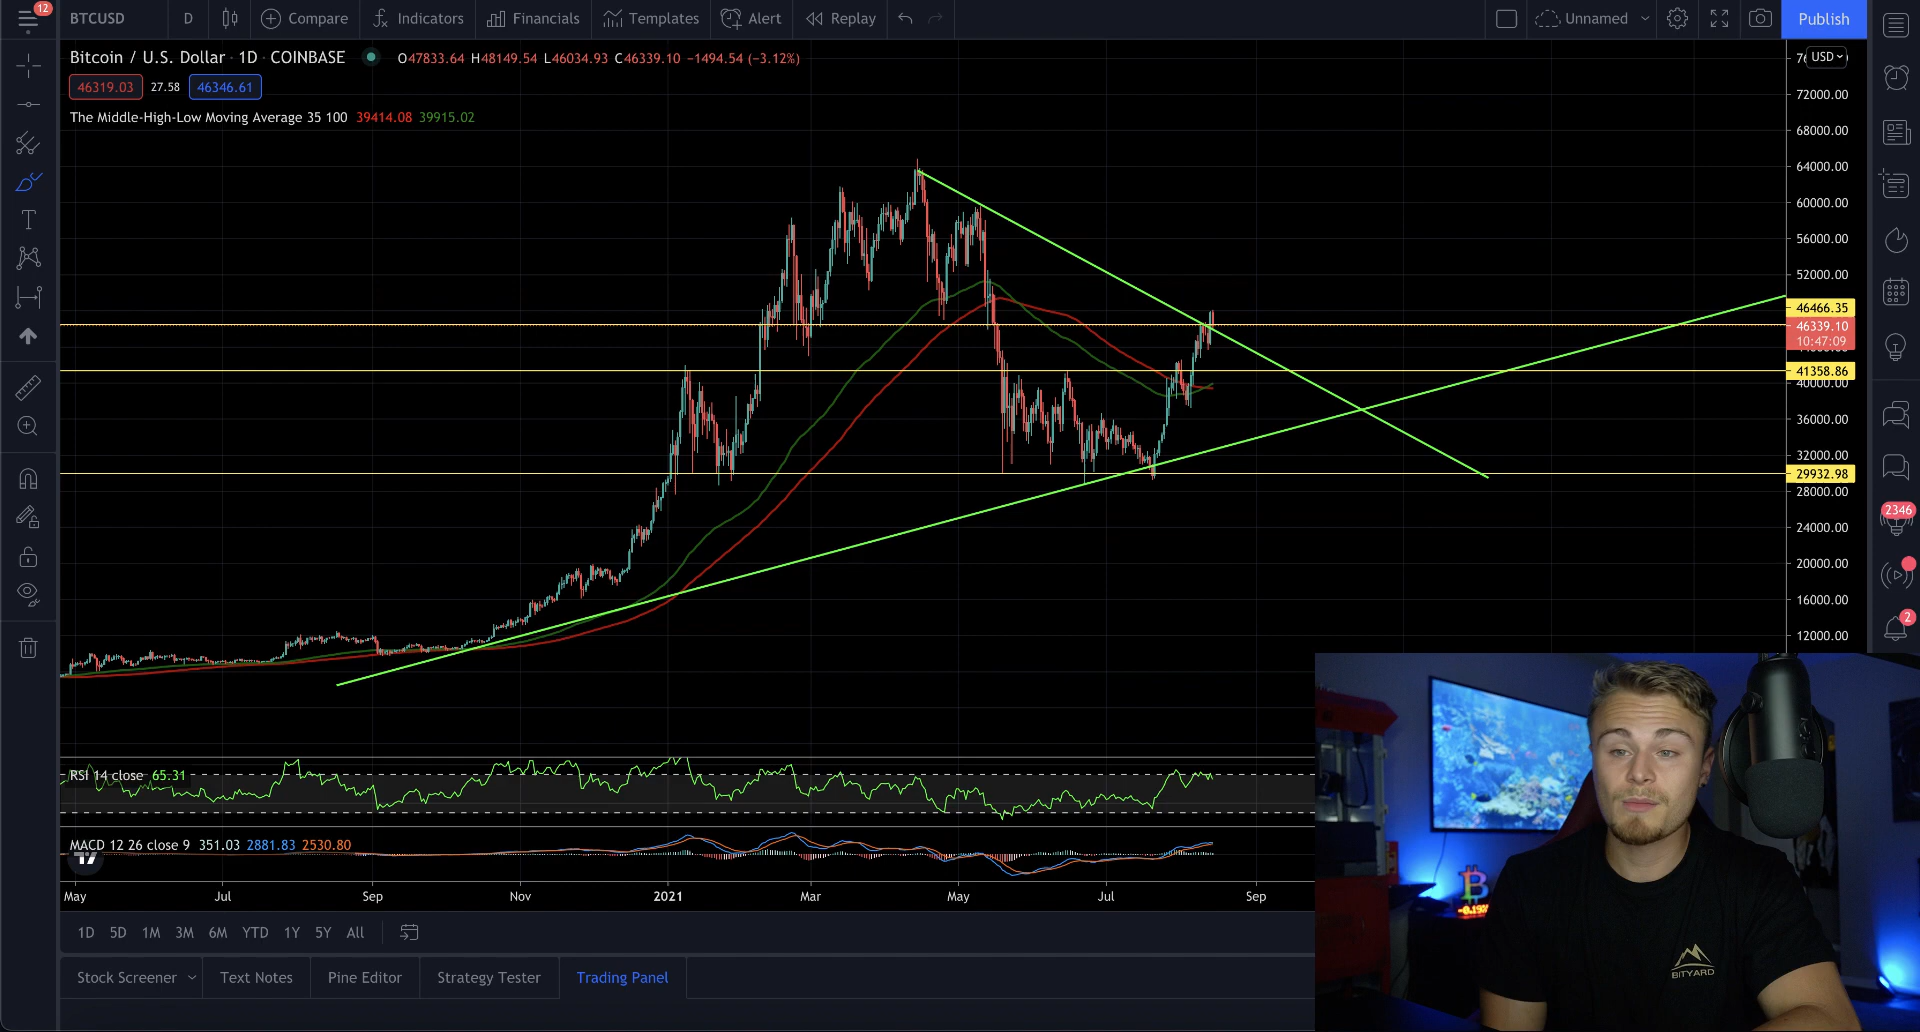 12
BTCUSD D Compare Indicators Financials Templates Alert Replay Unnamed Publish
Bitcoin / U.S. Dollar · 1D · COINBASE O47833.64 H48149.54 L46034.93 C46339.10 −1494.54 (−3.12%)
46319.03 27.58 46346.61
The Middle-High-Low Moving Average 35 100 39414.08 39915.02
USD
72000.00
68000.00
64000.00
60000.00
56000.00
52000.00
46466.35
46339.10
10:47:09
41358.86
40000.00
36000.00
32000.00
29932.98
28000.00
24000.00
20000.00
16000.00
12000.00
2346
2
RSI 14 close 65.31
MACD 12 26 close 9 351.03 2881.83 2530.80
May Jul Sep Nov 2021 Mar May Jul Sep
1D 5D 1M 3M 6M YTD 1Y 5Y All
Stock Screener Text Notes Pine Editor Strategy Tester Trading Panel
-0.19%
BITYARD